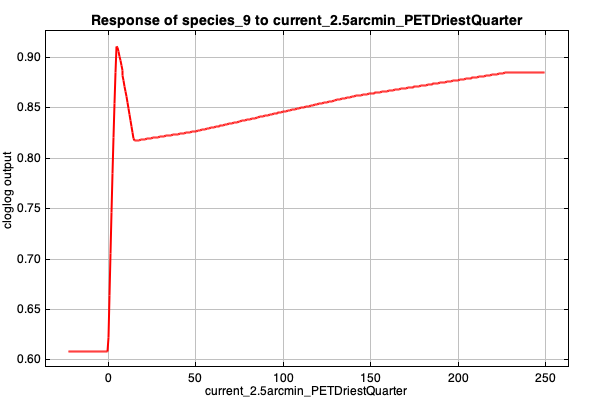 Response of species_9 to current_2.5arcmin_PETDriestQuarter
cloglog output
0.90
0.85
0.80
0.75
0.70
0.65
0.60
0 50 100 150 200 250
current_2.5arcmin_PETDriestQuarter